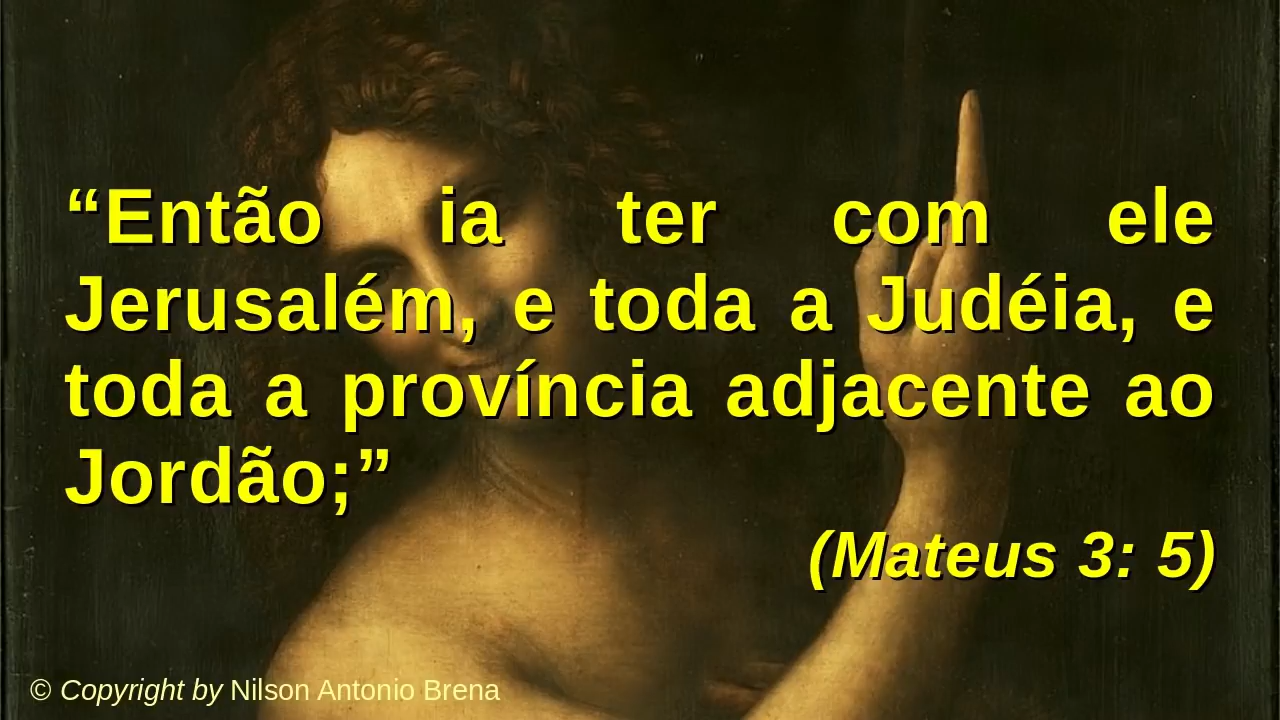 “Então ia ter com ele
Jerusalém, e toda a Judéia, e
toda a província adjacente ao
Jordão;”
(Mateus 3: 5)
© Copyright by Nilson Antonio Brena